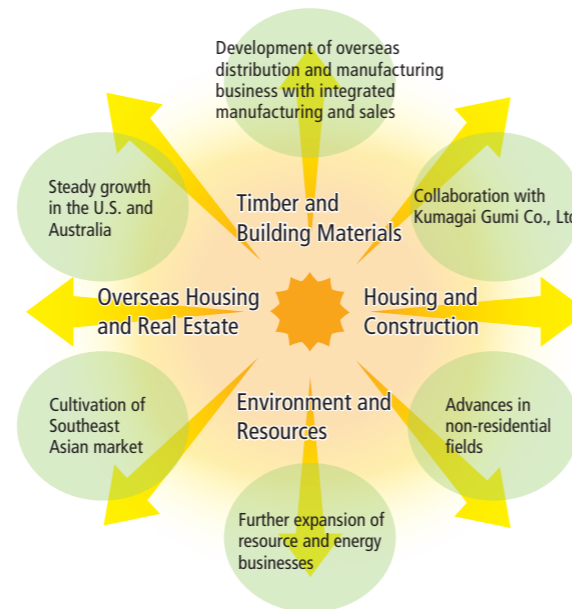 Development of overseas
distribution and manufacturing
business with integrated
manufacturing and sales
Steady growth
in the U.S. and
Australia
Timber and
Building Materials
Collaboration with
Kumagai Gumi Co., Ltd
Overseas Housing
and Real Estate
Housing and
Construction
Cultivation of
Southeast
Asian market
Environment and
Resources
Advances in
non-residential
fields
Further expansion of
resource and energy
businesses